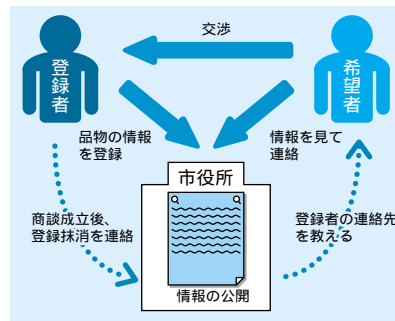 交渉
登録者
希望者
品物の情報
を登録
情報を見て
連絡
市役所
商談成立後、
登録抹消を連絡
登録者の連絡先
を教える
情報の公開